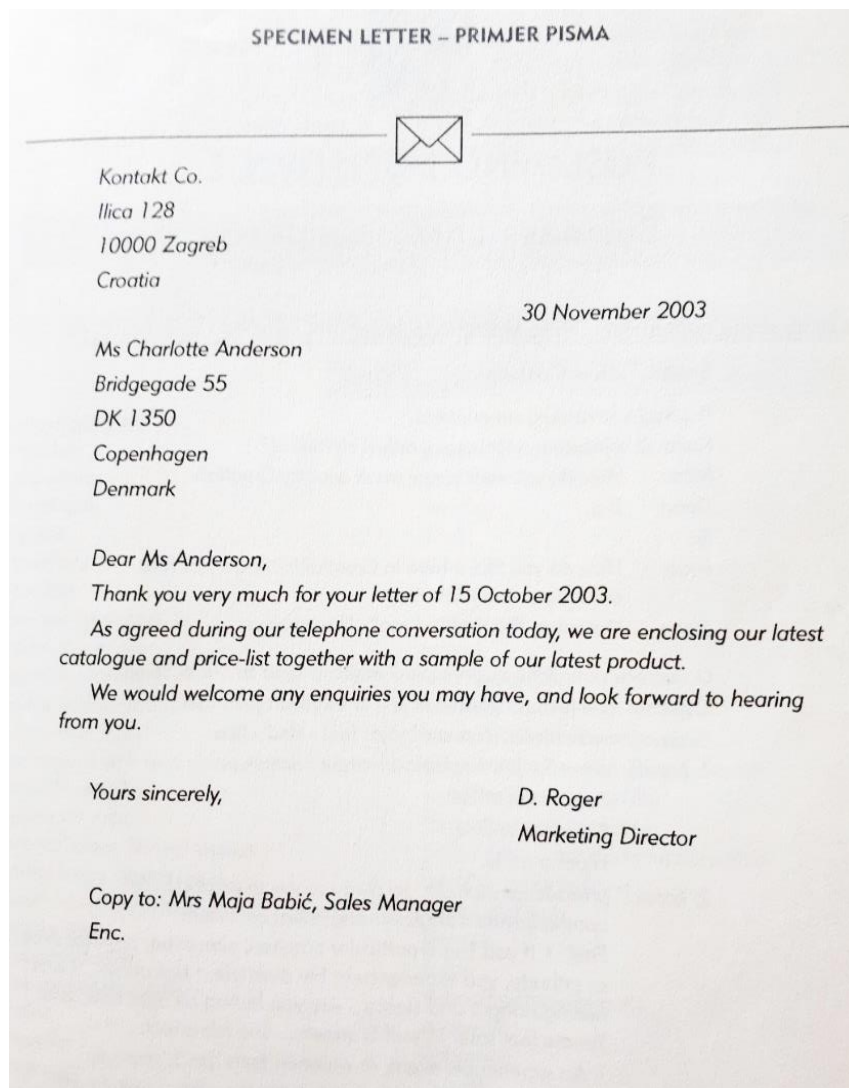 SPECIMEN LETTER – PRIMJER PISMA
Kontakt Co.
Ilica 128
10000 Zagreb
Croatia
30 November 2003
Ms Charlotte Anderson
Bridgegade 55
DK 1350
Copenhagen
Denmark
Dear Ms Anderson,
Thank you very much for your letter of 15 October 2003.
As agreed during our telephone conversation today, we are enclosing our latest
catalogue and price-list together with a sample of our latest product.
We would welcome any enquiries you may have, and look forward to hearing
from you.
Yours sincerely,
D. Roger
Marketing Director
Copy to: Mrs Maja Babić, Sales Manager
Enc.